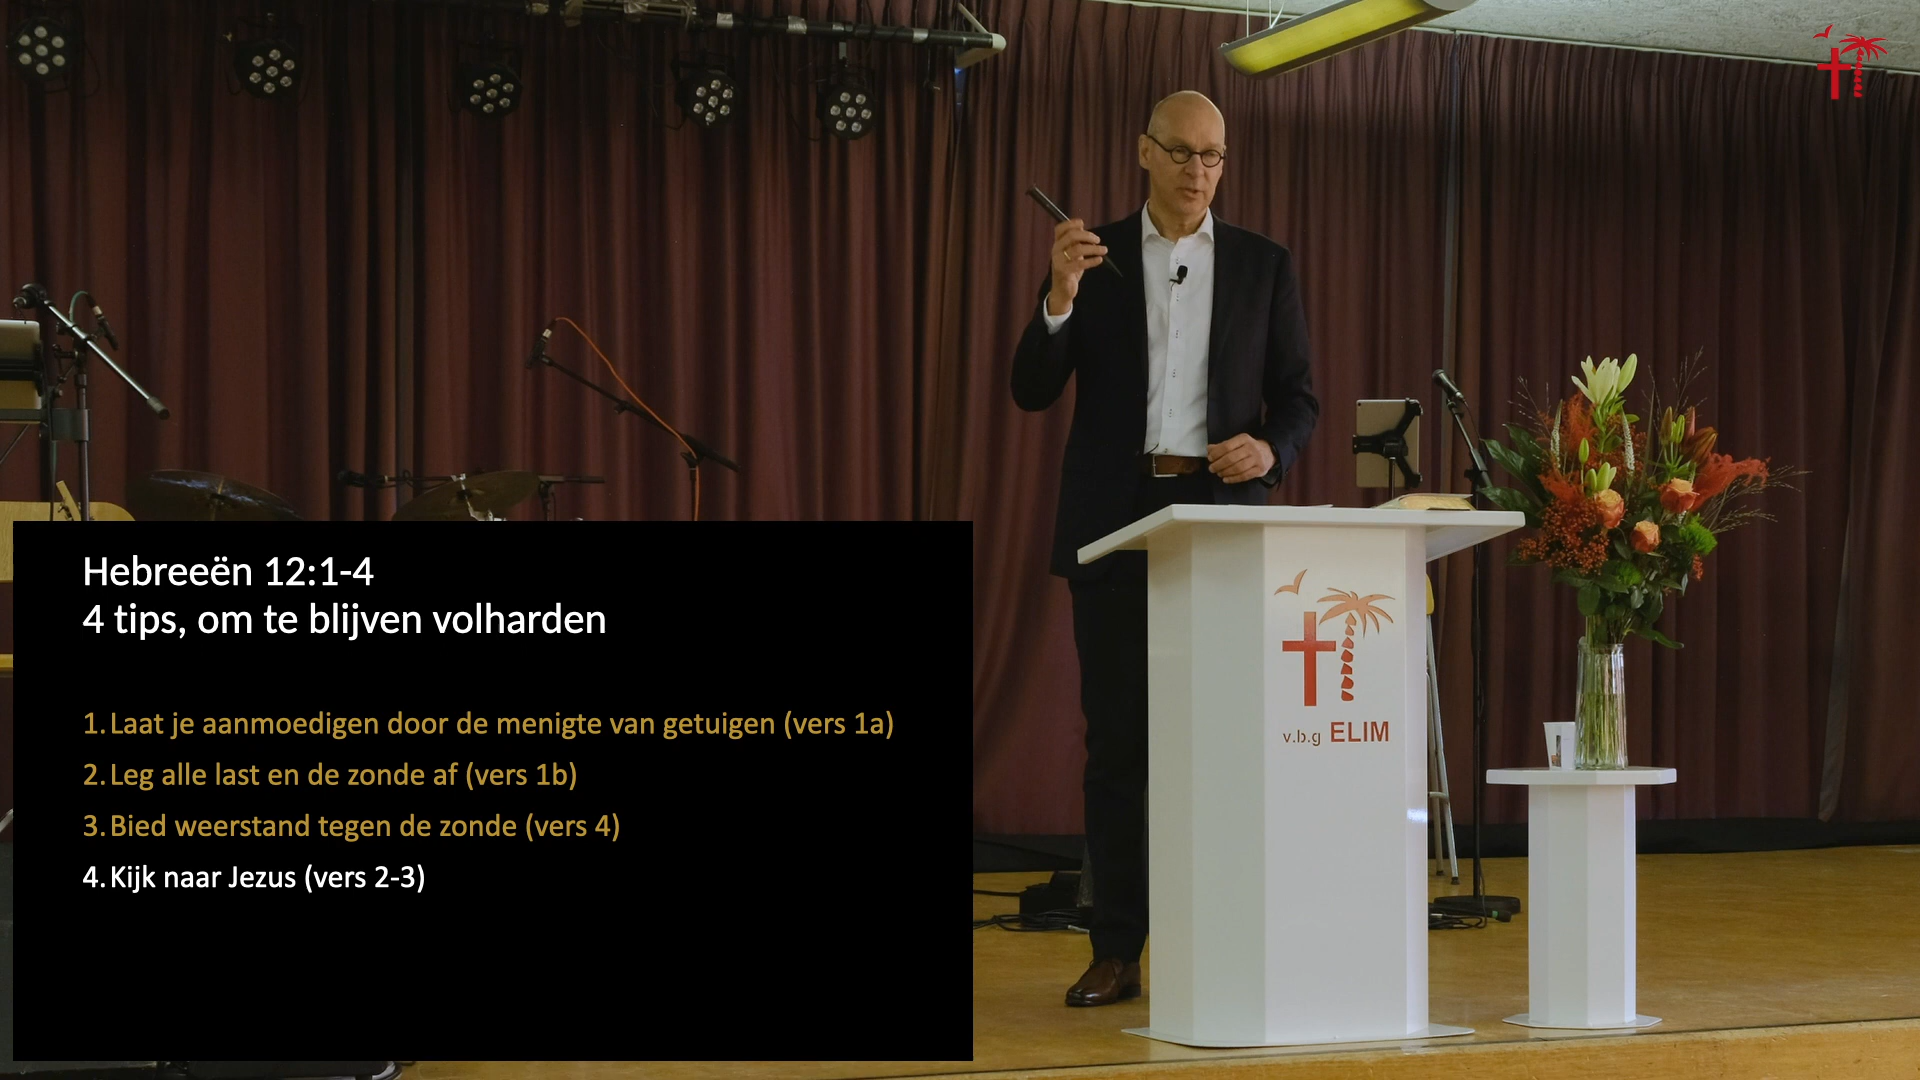 Hebreeën 12:1-4
4 tips, om te blijven volharden
1. Laat je aanmoedigen door de menigte van getuigen (vers 1a)
2. Leg alle last en de zonde af (vers 1b)
3. Bied weerstand tegen de zonde (vers 4)
4. Kijk naar Jezus (vers 2-3)
v.b.g ELIM